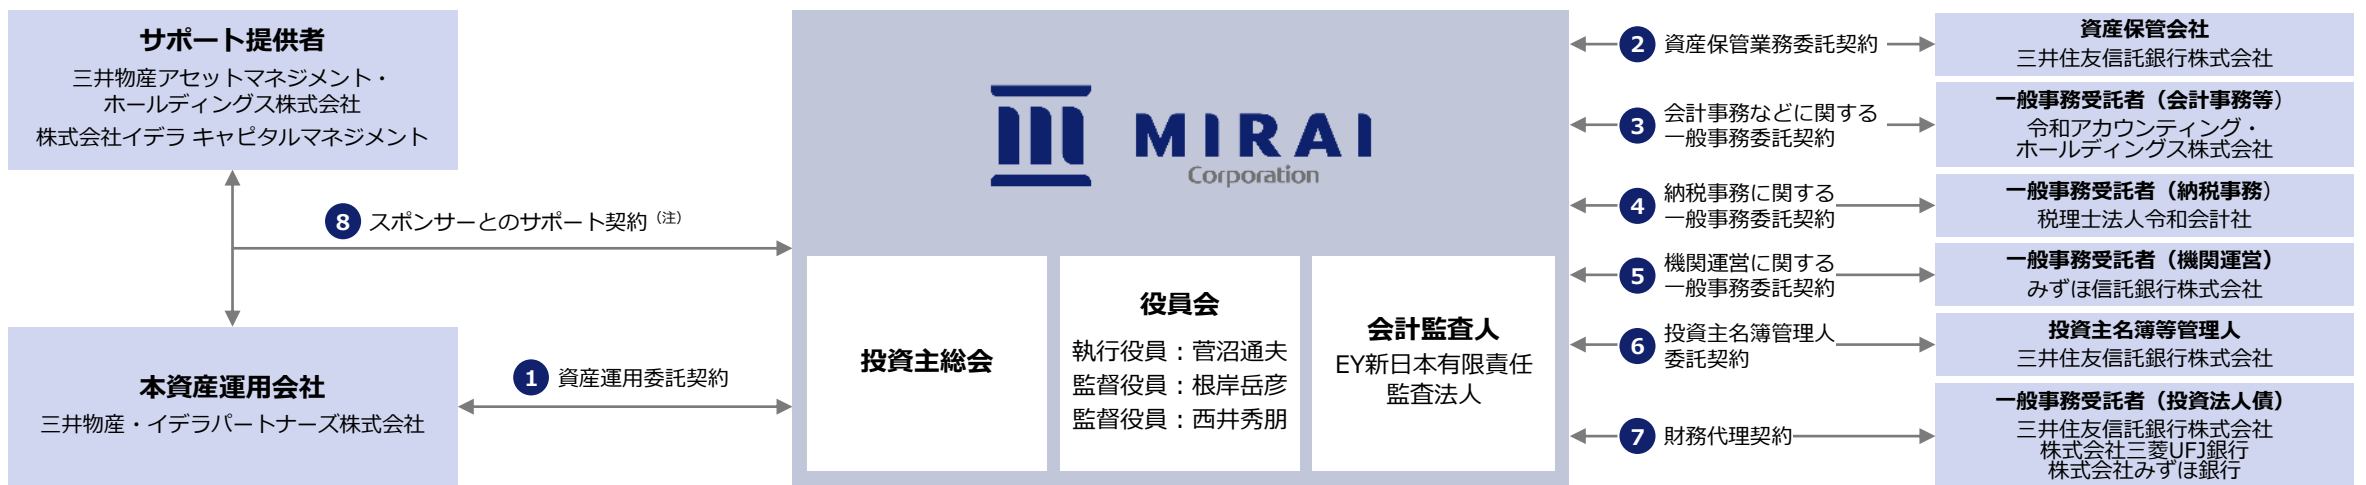 サポート提供者
三井物産アセットマネジメント・
ホールディングス株式会社
株式会社イデラ キャピタルマネジメント
8 スポンサーとのサポート契約（注）
本資産運用会社
三井物産・イデラパートナーズ株式会社
1 資産運用委託契約
MIRAI
Corporation
投資主総会
役員会
執行役員：菅沼通夫
監督役員：根岸岳彦
監督役員：西井秀朋
会計監査人
EY新日本有限責任
監査法人
2 資産保管業務委託契約
資産保管会社
三井住友信託銀行株式会社
3 会計事務などに関する
一般事務委託契約
一般事務受託者（会計事務等）
令和アカウンティング・
ホールディングス株式会社
4 納税事務に関する
一般事務委託契約
一般事務受託者（納税事務）
税理士法人令和会計社
5 機関運営に関する
一般事務委託契約
一般事務受託者（機関運営）
みずほ信託銀行株式会社
6 投資主名簿管理人
委託契約
投資主名簿等管理人
三井住友信託銀行株式会社
7 財務代理契約
一般事務受託者（投資法人債）
三井住友信託銀行株式会社
株式会社三菱UFJ銀行
株式会社みずほ銀行